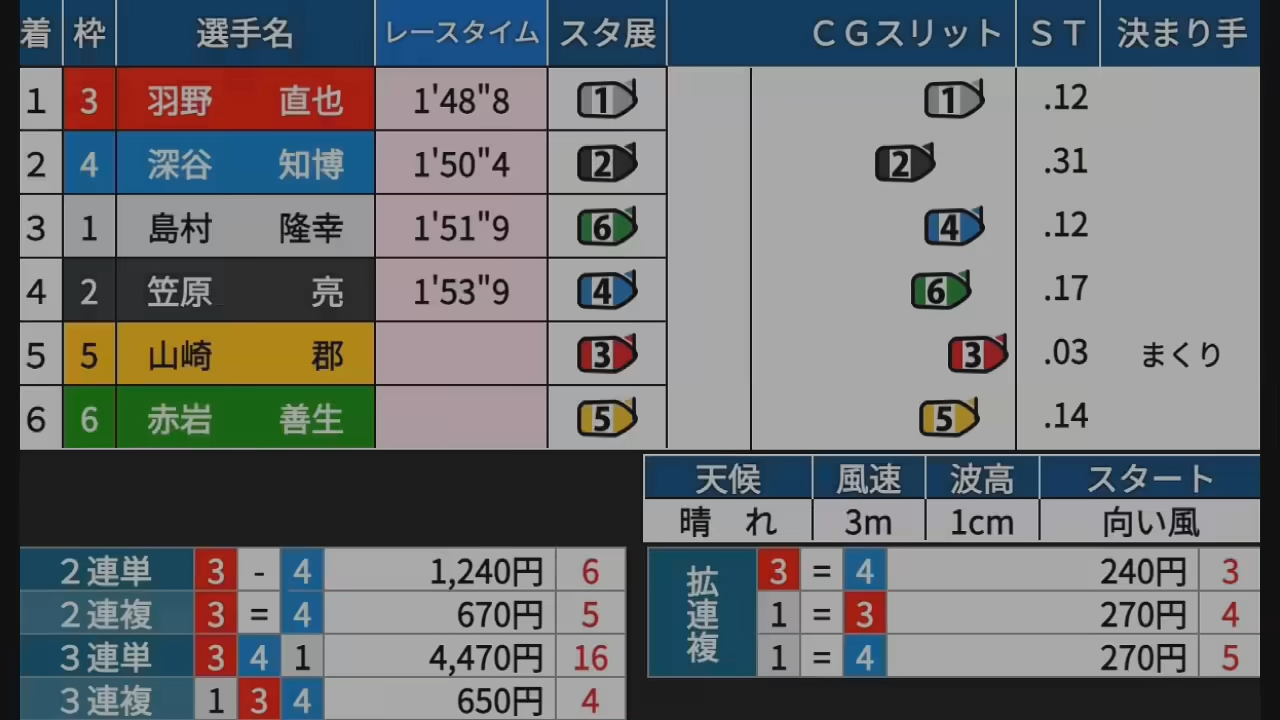 着 枠 選手名 レースタイム スタ展 ＣＧスリット ＳＴ 決まり手
1 3 羽野 直也 1'48"8 1 1 .12
2 4 深谷 知博 1'50"4 2 2 .31
3 1 島村 隆幸 1'51"9 6 4 .12
4 2 笠原 亮 1'53"9 4 6 .17
5 5 山崎 郡 3 3 .03 まくり
6 6 赤岩 善生 5 5 .14
天候 風速 波高 スタート
晴 れ 3m 1cm 向い風
２連単 3 - 4 1,240円 6
２連複 3 = 4 670円 5
３連単 3 4 1 4,470円 16
３連複 1 3 4 650円 4
拡連複 3 = 4 240円 3
1 = 3 270円 4
1 = 4 270円 5